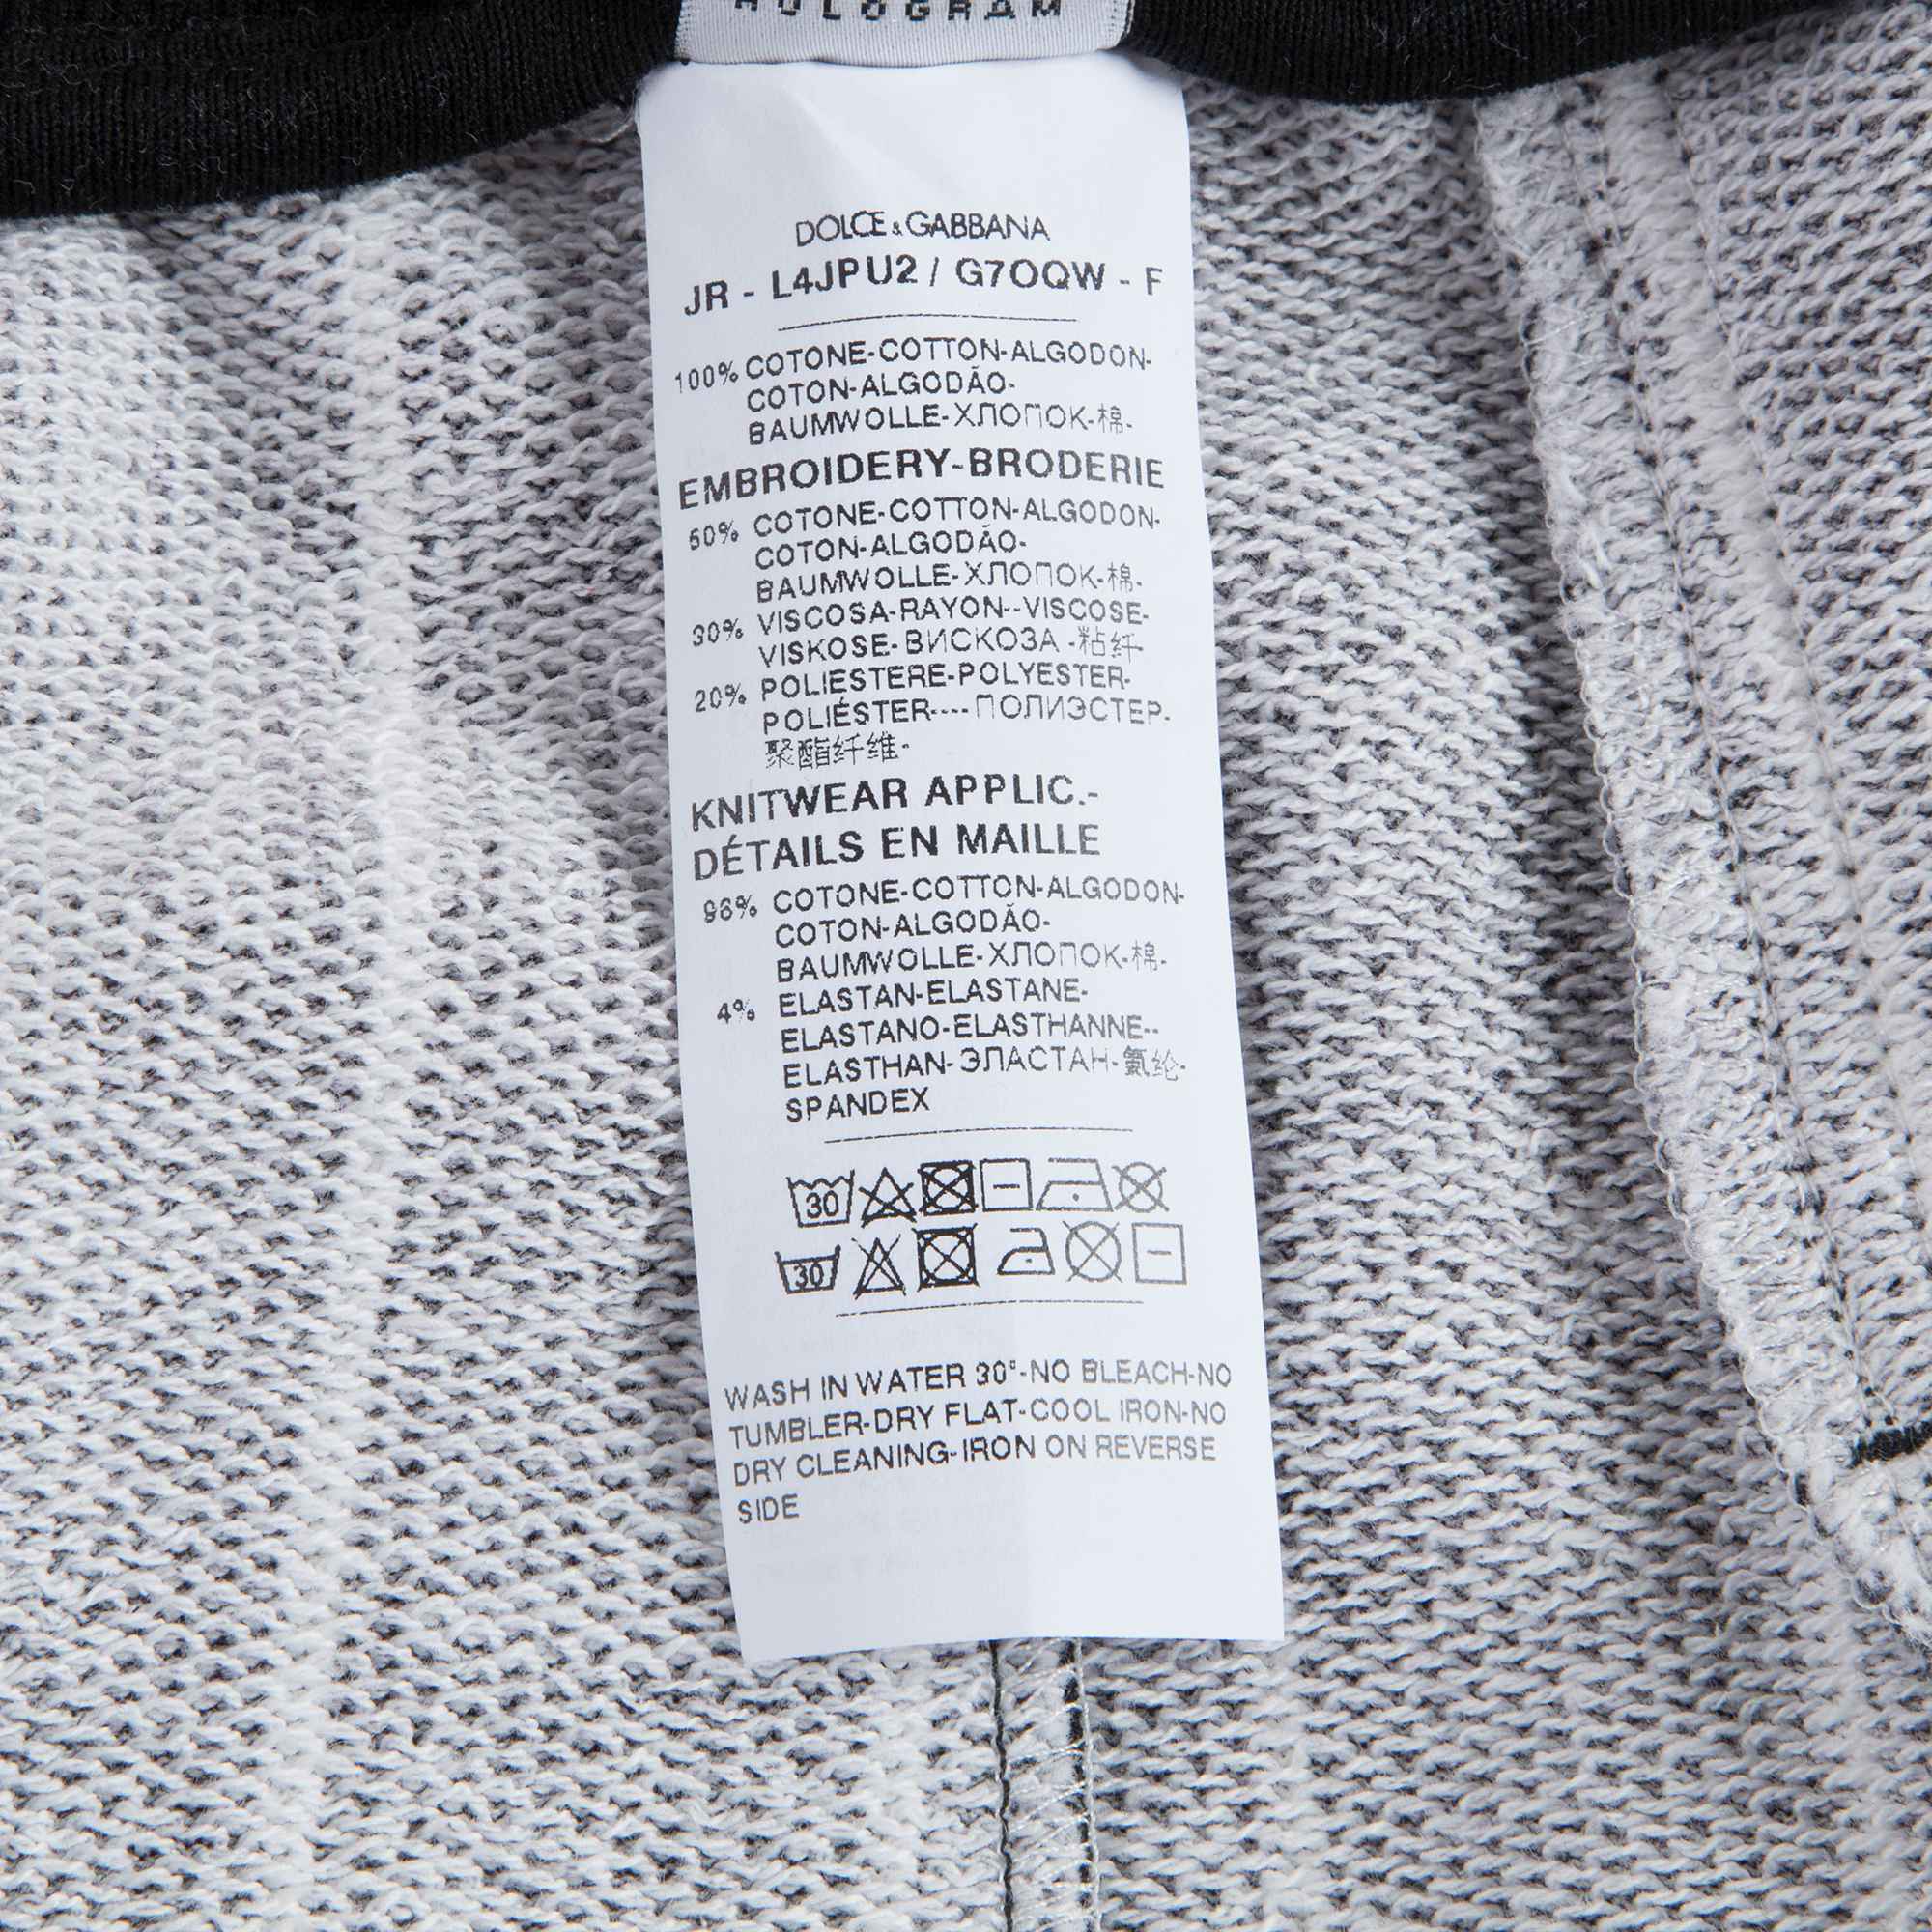 HOLOGRAM
DOLCE & GABBANA
JR - L4JPU2 / G7OQW - F
100% COTONE-COTTON-ALGODON-
COTON-ALGODÃO-
BAUMWOLLE-ХЛОПОК-棉-
EMBROIDERY-BRODERIE
50% COTONE-COTTON-ALGODON-
COTON-ALGODÃO-
BAUMWOLLE-ХЛОПОК-棉-
30% VISCOSA-RAYON--VISCOSE-
VISKOSE-ВИСКОЗА -粘纤-
20% POLIESTERE-POLYESTER-
POLIÉSTER----ПОЛИЭСТЕР-
聚酯纤维-
KNITWEAR APPLIC.-
DÉTAILS EN MAILLE
96% COTONE-COTTON-ALGODON-
COTON-ALGODÃO-
BAUMWOLLE-ХЛОПОК-棉-
4% ELASTAN-ELASTANE-
ELASTANO-ELASTHANNE--
ELASTHAN-ЭЛАСТАН-氨纶-
SPANDEX
30
30
WASH IN WATER 30°-NO BLEACH-NO
TUMBLER-DRY FLAT-COOL IRON-NO
DRY CLEANING-IRON ON REVERSE
SIDE